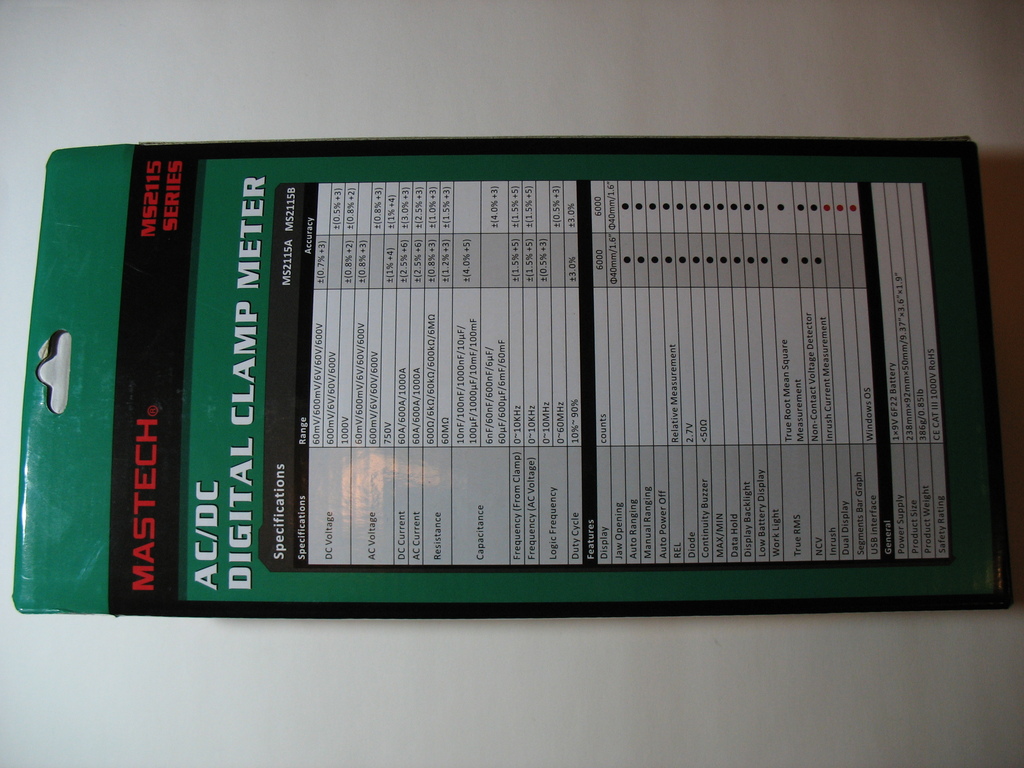 MASTECH® MS2115
SERIES
AC/DC
DIGITAL CLAMP METER
Specifications MS2115A MS2115B
Specifications Range Accuracy
DC Voltage 60mV/600mV/6V/60V/600V ±(0.7% +3) ±(0.5% +3)
600mV/6V/60V/600V
1000V ±(0.8% +2) ±(0.8% +2)
AC Voltage 60mV/600mV/6V/60V/600V ±(0.8% +3)
600mV/6V/60V/600V ±(0.8% +3)
750V ±(1% +4) ±(1% +4)
DC Current 60A/600A/1000A ±(2.5% +6) ±(3.0% +3)
AC Current 60A/600A/1000A ±(2.5% +6) ±(2.5% +3)
Resistance 600Ω/6kΩ/60kΩ/600kΩ/6MΩ ±(0.8% +3) ±(1.0% +3)
60MΩ ±(1.2% +3) ±(1.5% +3)
Capacitance 10nF/100nF/1000nF/10μF/ ±(4.0% +5)
100μF/1000μF/10mF/100mF
6nF/60nF/600nF/6μF/ ±(4.0% +3)
60μF/600μF/6mF/60mF
Frequency (From Clamp) 0~10KHz ±(1.5% +5) ±(1.5% +5)
Frequency (AC Voltage) 0~10KHz ±(1.5% +5) ±(1.5% +5)
Logic Frequency 0~10MHz ±(0.5% +3)
0~60MHz ±(0.5% +3)
Duty Cycle 10%~90% ±3.0% ±3.0%
Features
Display counts 6000 6000
Jaw Opening Φ40mm/1.6" Φ40mm/1.6"
Auto Ranging ● ●
Manual Ranging ● ●
Auto Power Off ● ●
REL Relative Measurement ● ●
Diode 2.7V ● ●
Continuity Buzzer <50Ω ● ●
MAX/MIN ● ●
Data Hold ● ●
Display Backlight ● ●
Low Battery Display ● ●
Work Light ● ●
True RMS True Root Mean Square ● ●
Measurement
NCV Non-Contact Voltage Detector ● ●
Inrush Inrush Current Measurement ● ●
Dual Display ●
Segments Bar Graph ●
USB Interface Windows OS ●
General
Power Supply 1×9V 6F22 Battery
Product Size 238mm×92mm×50mm/9.37"×3.6"×1.9"
Product Weight 386g/0.85lb
Safety Rating CE CAT III 1000V RoHS